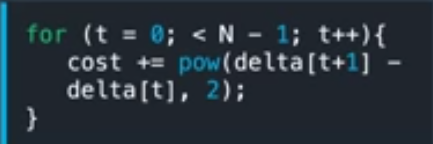 for (t = 0; < N - 1; t++){
cost += pow(delta[t+1] -
delta[t], 2);
}